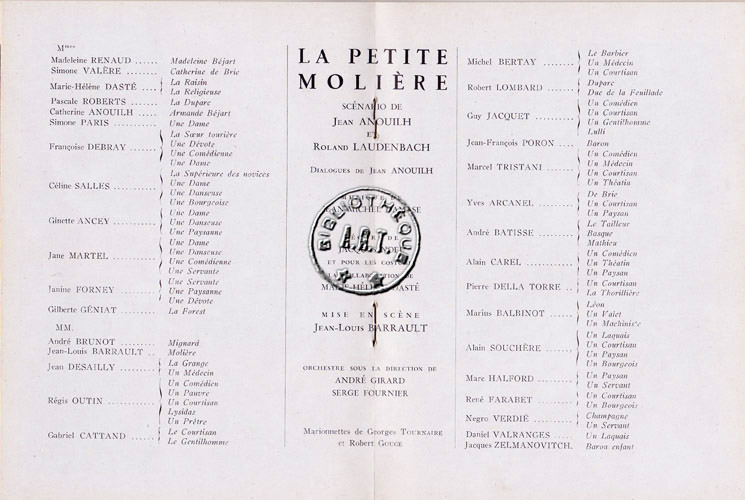 Mmes
Madeleine RENAUD ...... Madeleine Béjart
Simone VALÈRE ........ Catherine de Brie
Marie-Hélène DASTÉ .... La Raisin
La Religieuse
Pascale ROBERTS ...... La Duparc
Catherine ANOUILH .... Armande Béjart
Simone PARIS .......... Une Dame
Françoise DEBRAY ...... La Sœur tourière
Une Dévote
Une Comédienne
Une Dame
Céline SALLES .......... La Supérieure des novices
Une Dame
Une Danseuse
Une Bourgeoise
Ginette ANCEY .......... Une Dame
Une Danseuse
Une Paysanne
Jane MARTEL .......... Une Dame
Une Danseuse
Une Comédienne
Une Servante
Janine FORNEY ........ Une Servante
Une Paysanne
Une Dévote
Gilberte GÉNIAT ........ La Forest
MM.
André BRUNOT ........ Mignard
Jean-Louis BARRAULT .. Molière
Jean DESAILLY ........ La Grange
Un Médecin
Régis OUTIN .......... Un Comédien
Un Pauvre
Un Courtisan
Lysidas
Un Prêtre
Gabriel CATTAND ...... Le Courtisan
Le Gentilhomme
LA PETITE
MOLIÈRE
SCÉNARIO DE
JEAN ANOUILH
ET
ROLAND LAUDENBACH
DIALOGUES DE JEAN ANOUILH
BIBLIOTHÈQUE
A.R.T.
DE
ET POUR LES
MISE EN SCÈNE
JEAN-LOUIS BARRAULT
ORCHESTRE SOUS LA DIRECTION DE
ANDRÉ GIRARD
SERGE FOURNIER
Marionnettes de Georges TOURNAIRE
et Robert GOUGE
Michel BERTAY .......... Le Barbier
Un Médecin
Un Courtisan
Robert LOMBARD ........ Duparc
Duc de la Feuillade
Guy JACQUET .......... Un Comédien
Un Courtisan
Un Gentilhomme
Lulli
Jean-François PORON .... Baron
Marcel TRISTANI ........ Un Comédien
Un Médecin
Un Courtisan
Un Théatin
Yves ARCANEL .......... De Brie
Un Courtisan
Un Paysan
André BATISSE .......... Le Tailleur
Basque
Mathieu
Alain CAREL ............ Un Comédien
Un Théatin
Un Paysan
Pierre DELLA TORRE .. Un Courtisan
La Thorillière
Marius BALBINOT ...... Léon
Un Valet
Un Machiniste
Alain SOUCHÈRE ........ Un Laquais
Un Courtisan
Un Paysan
Un Bourgeois
Marc HALFORD ........ Un Paysan
Un Servant
René FARABET .......... Un Courtisan
Un Bourgeois
Negro VERDIÉ .......... Champagne
Un Servant
Daniel VALRANGES ...... Un Laquais
Jacques ZELMANOVITCH. Baron enfant